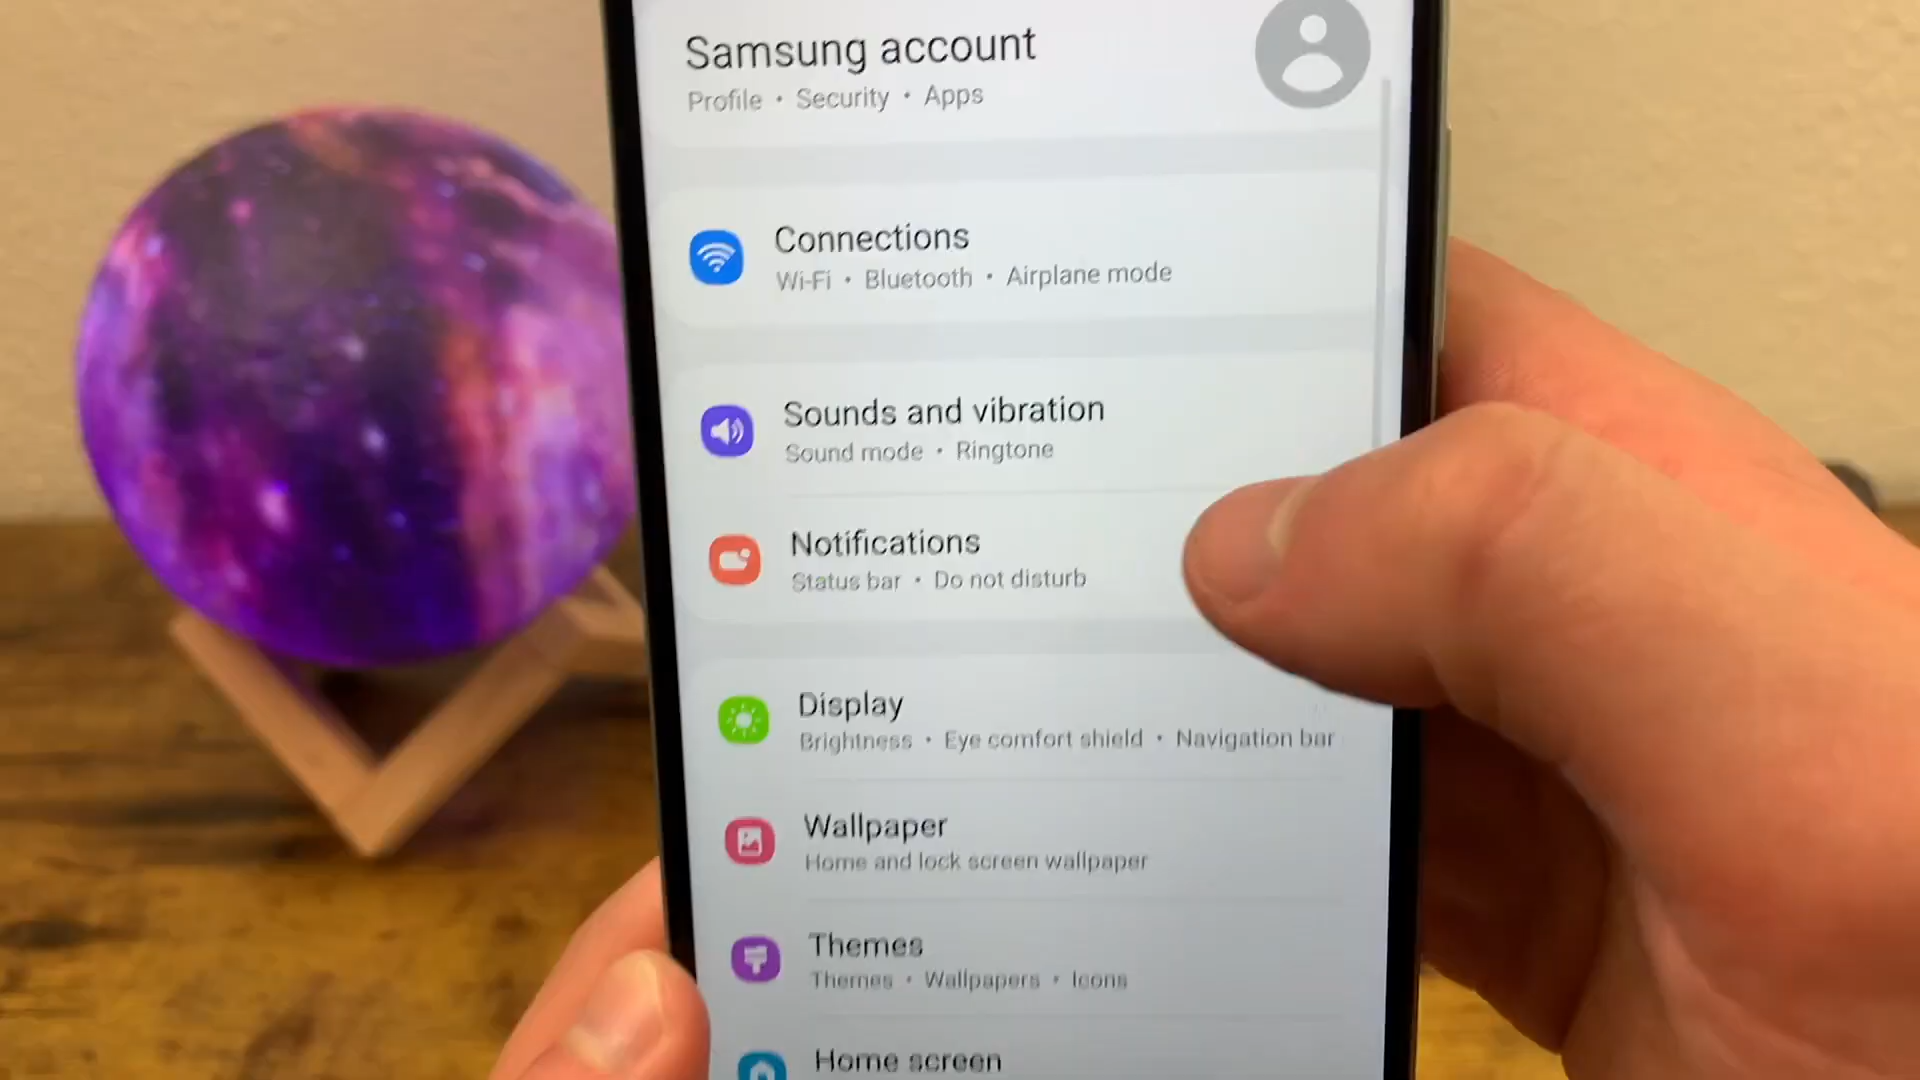 Samsung account
Profile • Security • Apps
Connections
Wi-Fi • Bluetooth • Airplane mode
Sounds and vibration
Sound mode • Ringtone
Notifications
Status bar • Do not disturb
Display
Brightness • Eye comfort shield • Navigation bar
Wallpaper
Home and lock screen wallpaper
Themes
Themes • Wallpapers • Icons
Home screen